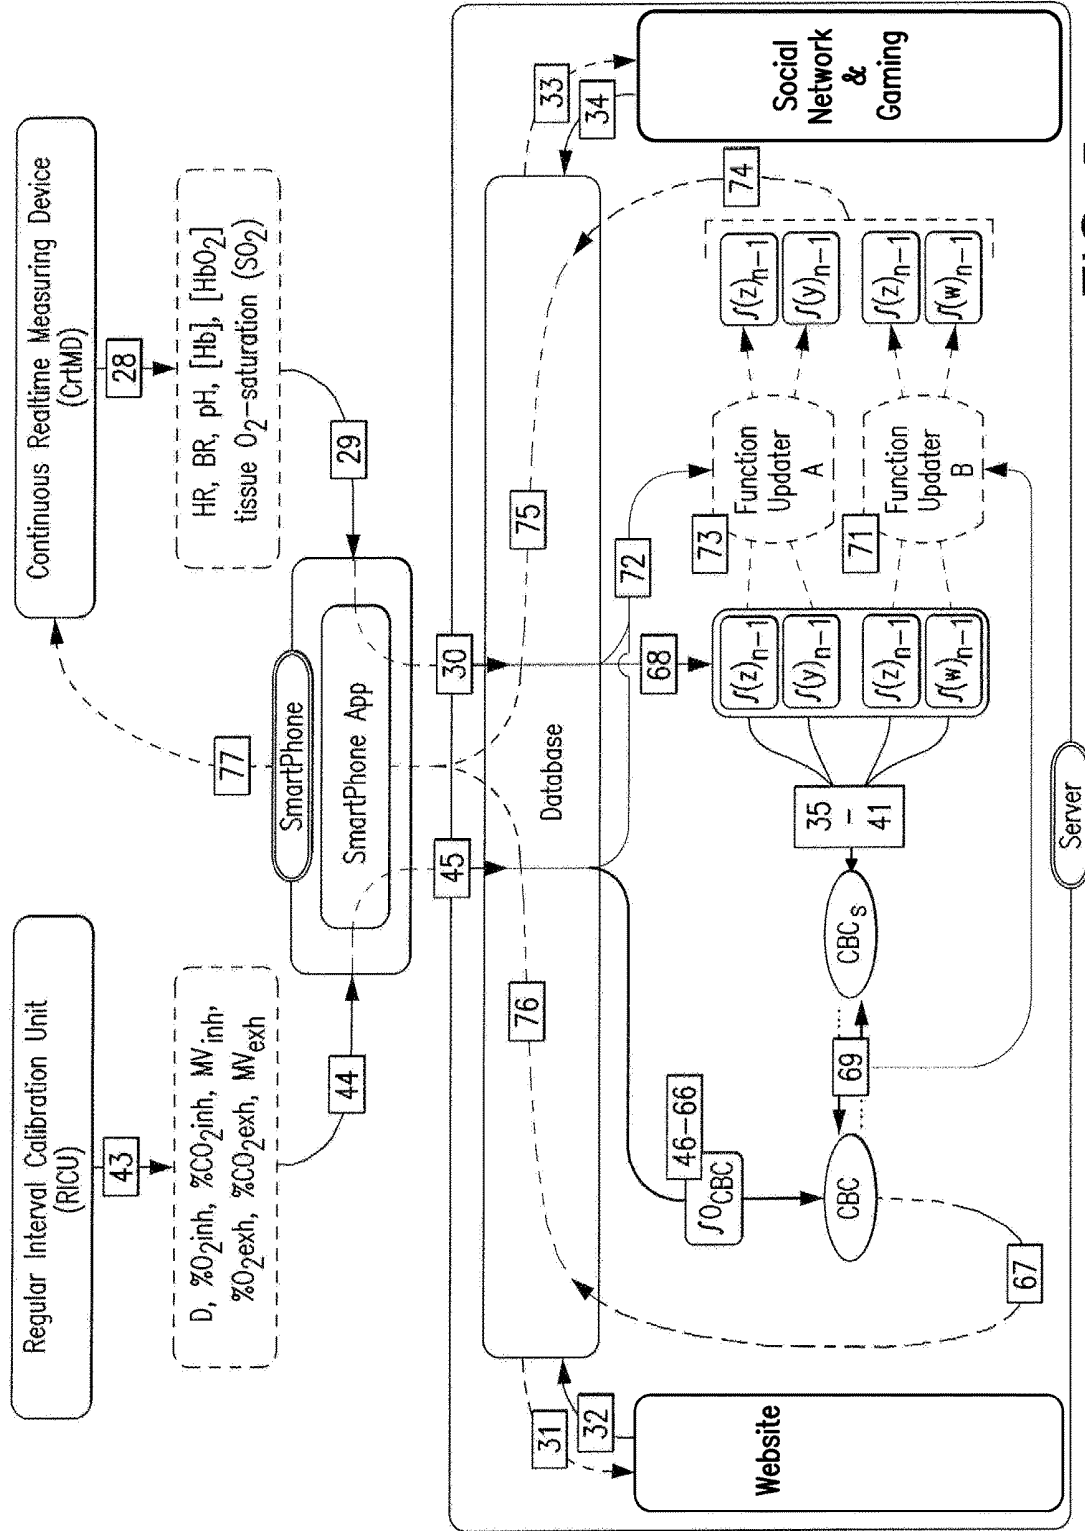 Regular Interval Calibration Unit
(RICU)
43
D, %O2inh, %CO2inh, MVinh,
%O2exh, %CO2exh, MVexh
44
Continuous Realtime Measuring Device
(CrtMD)
28
HR, BR, pH, [Hb], [HbO2]
tissue O2-saturation (SO2)
29
77
SmartPhone
SmartPhone App
45
30
Database
76
75
31
32
33
34
Website
Social
Network
&
Gaming
46-66
∫OCBC
CBC
67
69
CBCs
35
-
41
68
72
∫(z)n-1
∫(y)n-1
∫(z)n-1
∫(w)n-1
73
Function
Updater
A
71
Function
Updater
B
∫(z)n-1
∫(y)n-1
∫(z)n-1
∫(w)n-1
74
Server